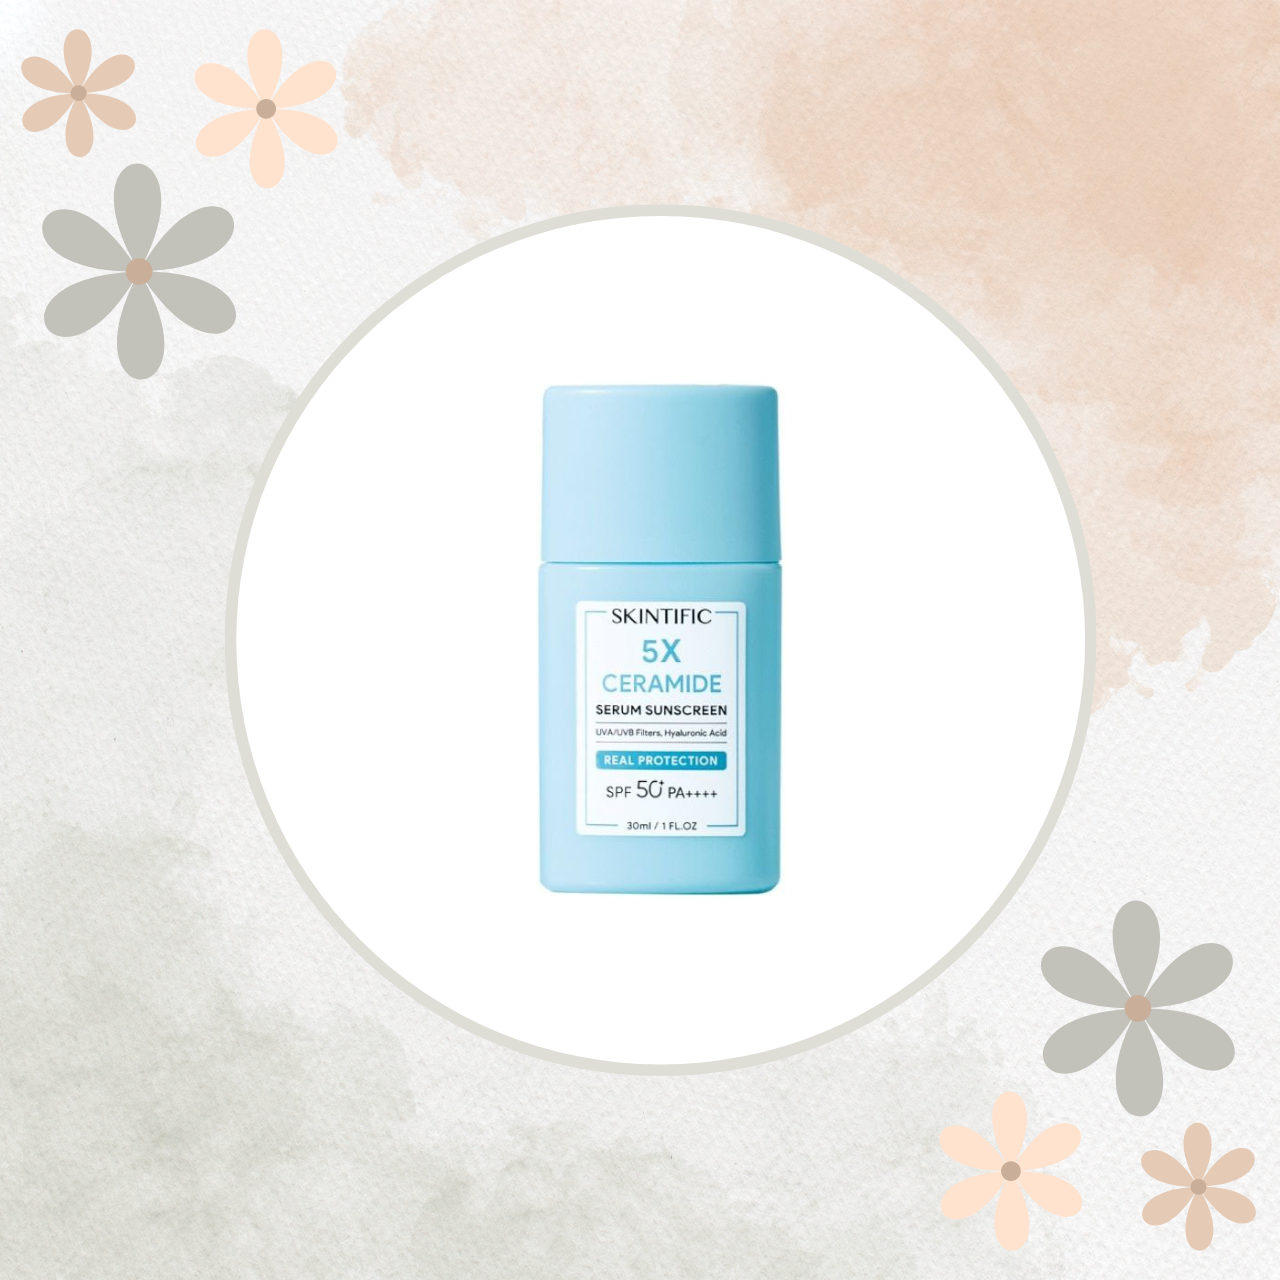 SKINTIFIC
5X
CERAMIDE
SERUM SUNSCREEN
UVA/UVB Filters, Hyaluronic Acid
REAL PROTECTION
SPF 50+ PA++++
30ml / 1 FL.OZ